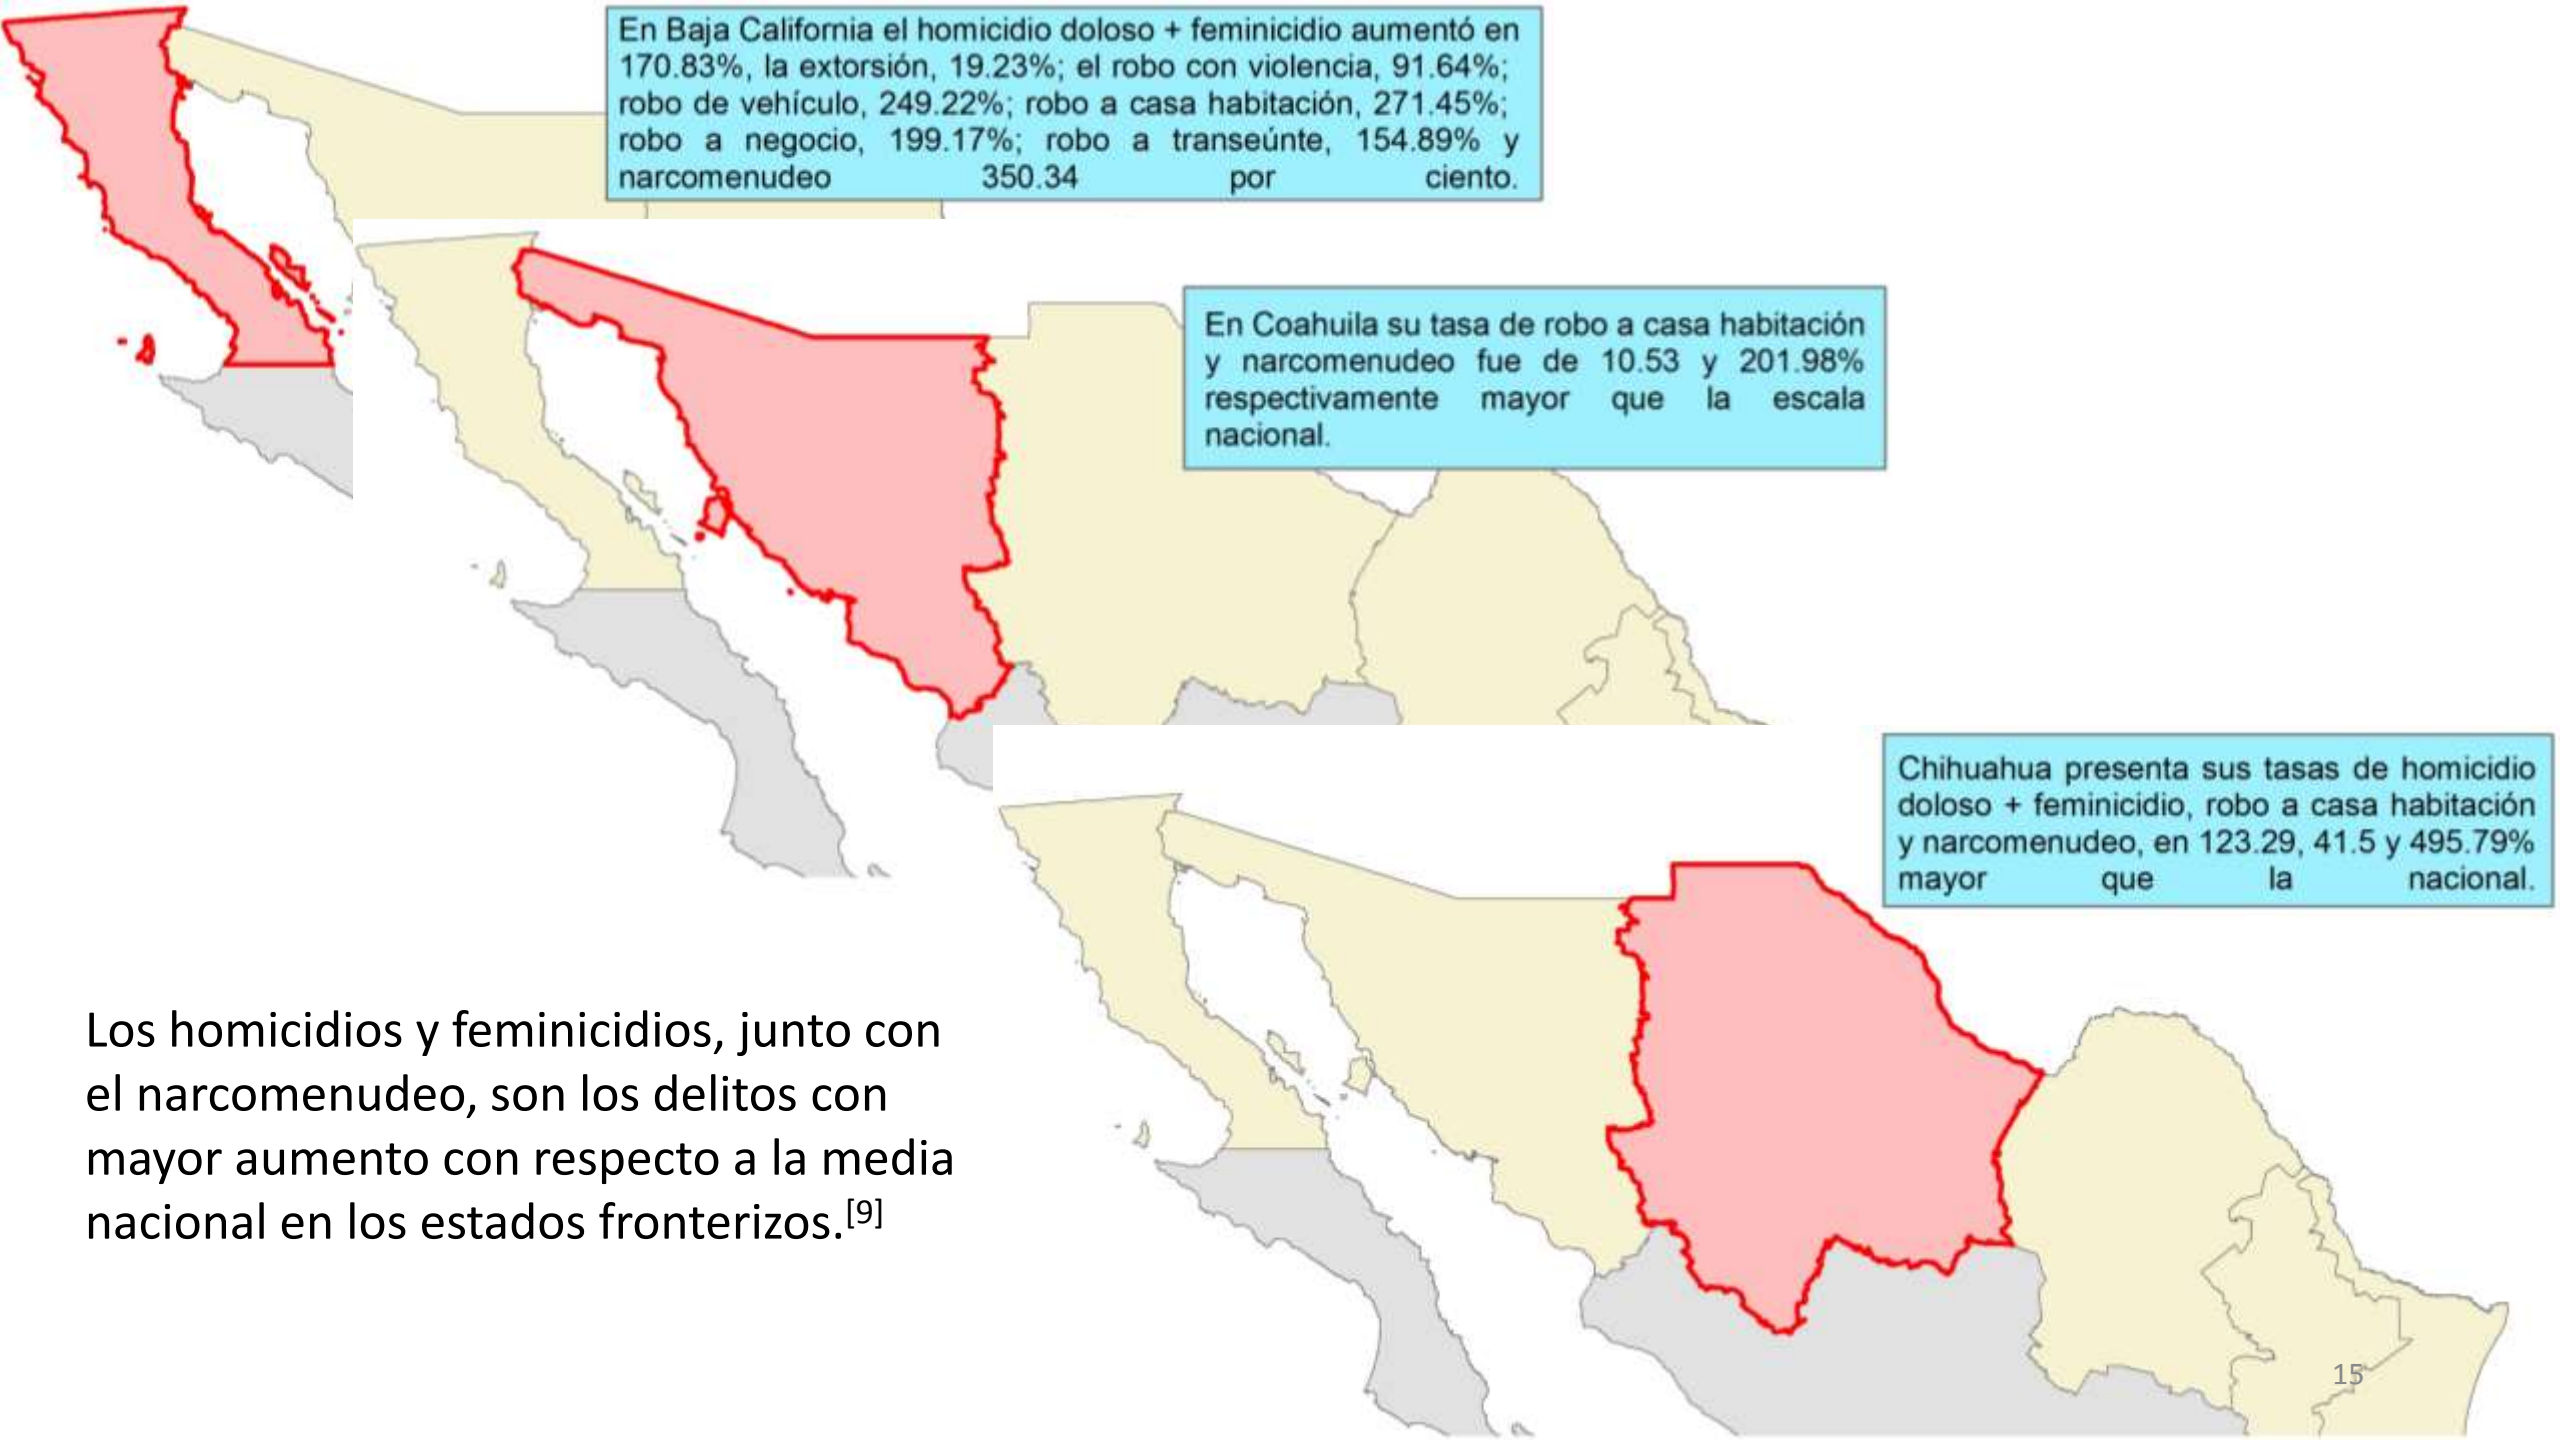 En Baja California el homicidio doloso + feminicidio aumentó en
170.83%, la extorsión, 19.23%; el robo con violencia, 91.64%;
robo de vehículo, 249.22%; robo a casa habitación, 271.45%;
robo a negocio, 199.17%; robo a transeúnte, 154.89% y
narcomenudeo 350.34 por ciento.
En Coahuila su tasa de robo a casa habitación
y narcomenudeo fue de 10.53 y 201.98%
respectivamente mayor que la escala
nacional.
Chihuahua presenta sus tasas de homicidio
doloso + feminicidio, robo a casa habitación
y narcomenudeo, en 123.29, 41.5 y 495.79%
mayor que la nacional.
Los homicidios y feminicidios, junto con
el narcomenudeo, son los delitos con
mayor aumento con respecto a la media
nacional en los estados fronterizos.[9]
15